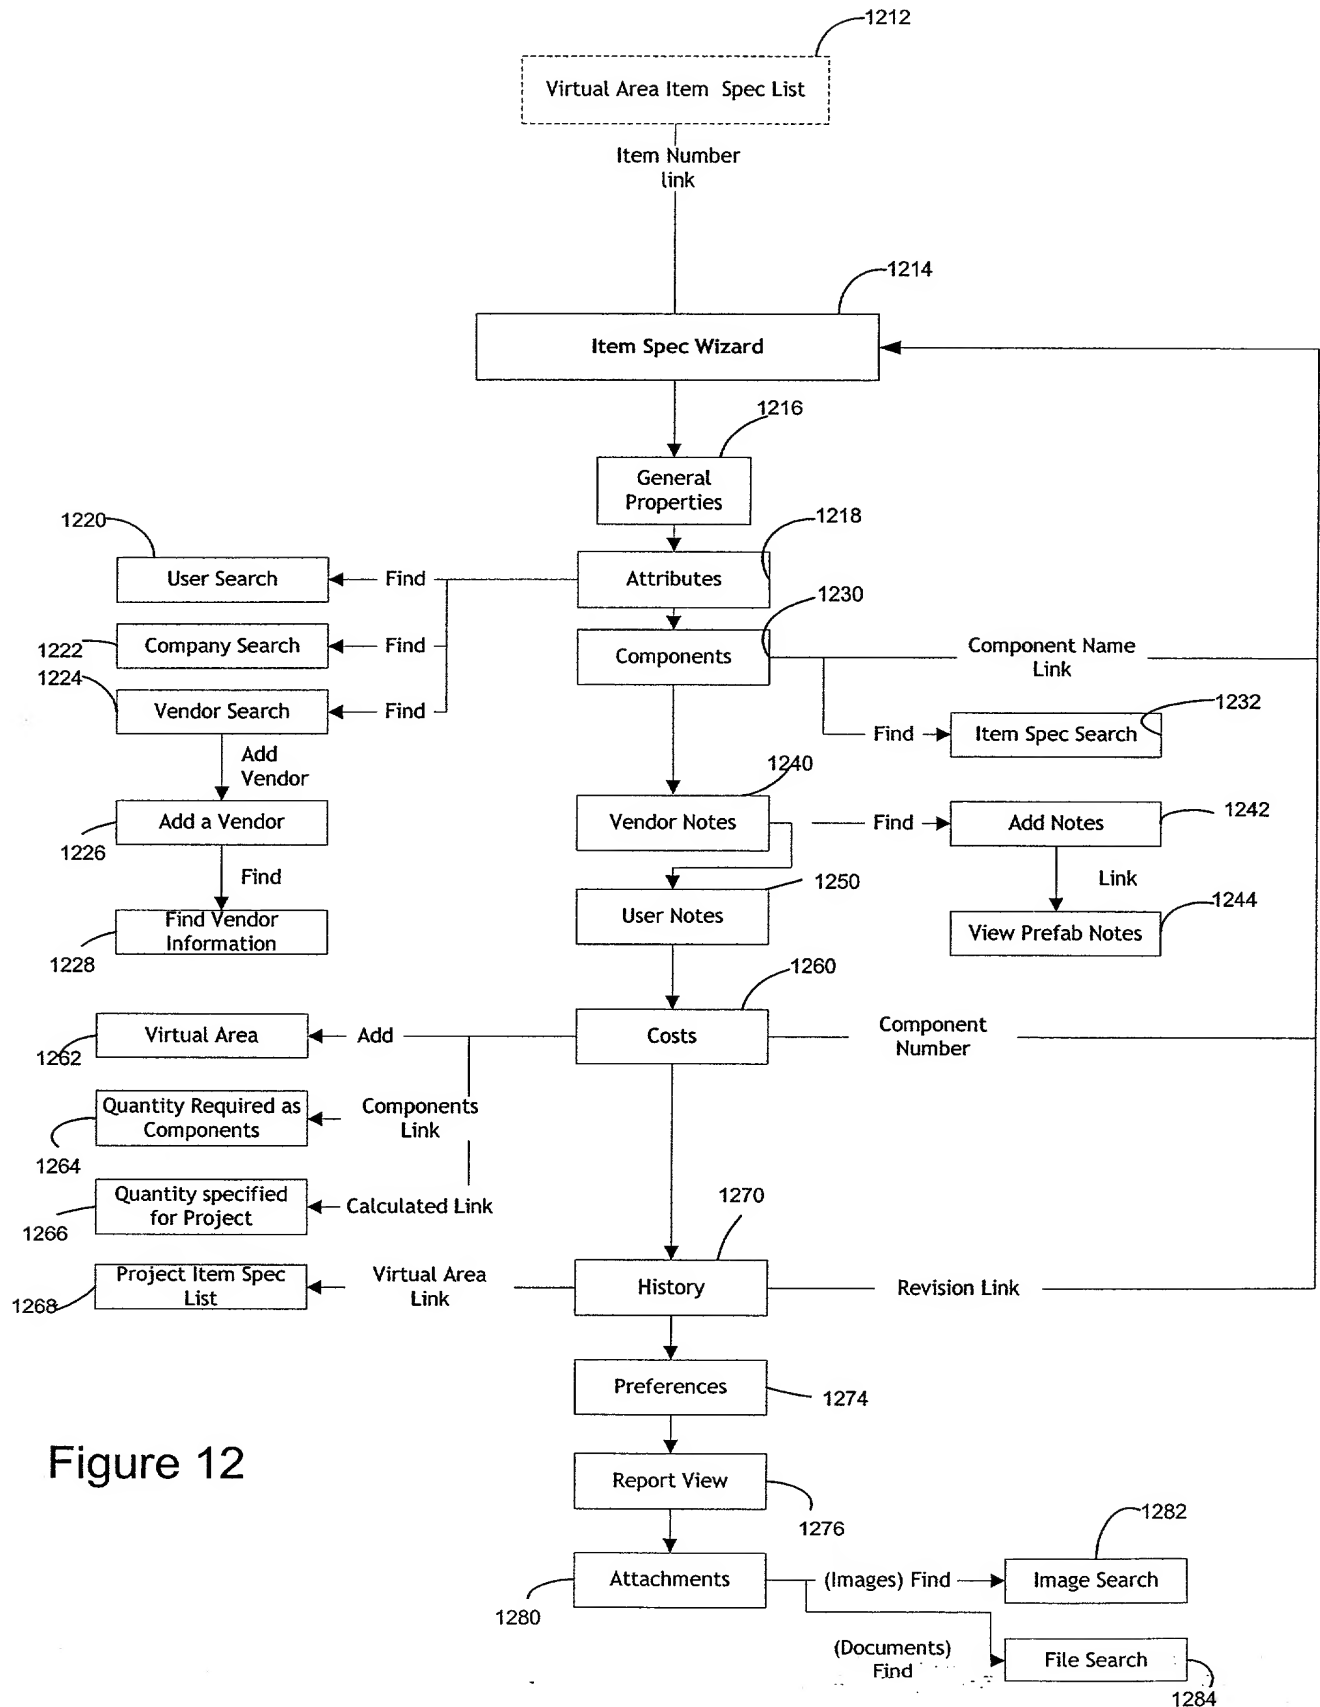 1212
Virtual Area Item Spec List
Item Number
link
1214
Item Spec Wizard
1216
General
Properties
1220
1218
User Search
Find
Attributes
1230
1222
Company Search
Find
Components
Component Name
Link
1224
Vendor Search
Find
1232
Find
Item Spec Search
Add
Vendor
1240
1226
Add a Vendor
Vendor Notes
Find
Add Notes
1242
Find
1250
Link
1244
Find Vendor
Information
User Notes
View Prefab Notes
1228
1260
Virtual Area
Add
Costs
Component
Number
1262
Quantity Required as
Components
Components
Link
1264
Quantity specified
for Project
Calculated Link
1270
1266
Project Item Spec
List
Virtual Area
Link
History
Revision Link
1268
Preferences
1274
Figure 12
Report View
1276
1282
Attachments
(Images) Find
Image Search
1280
(Documents)
Find
File Search
1284